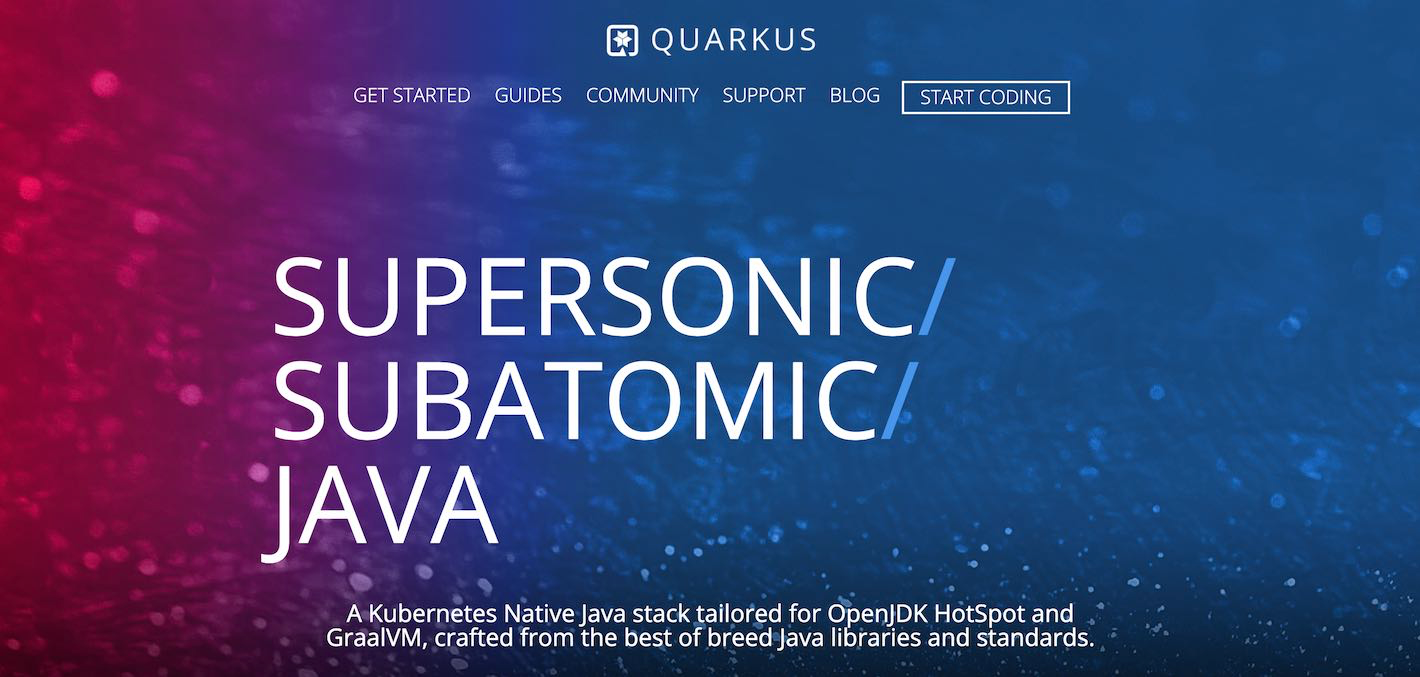 QUARKUS
GET STARTED GUIDES COMMUNITY SUPPORT BLOG START CODING
SUPERSONIC/
SUBATOMIC/
JAVA
A Kubernetes Native Java stack tailored for OpenJDK HotSpot and
GraalVM, crafted from the best of breed Java libraries and standards.